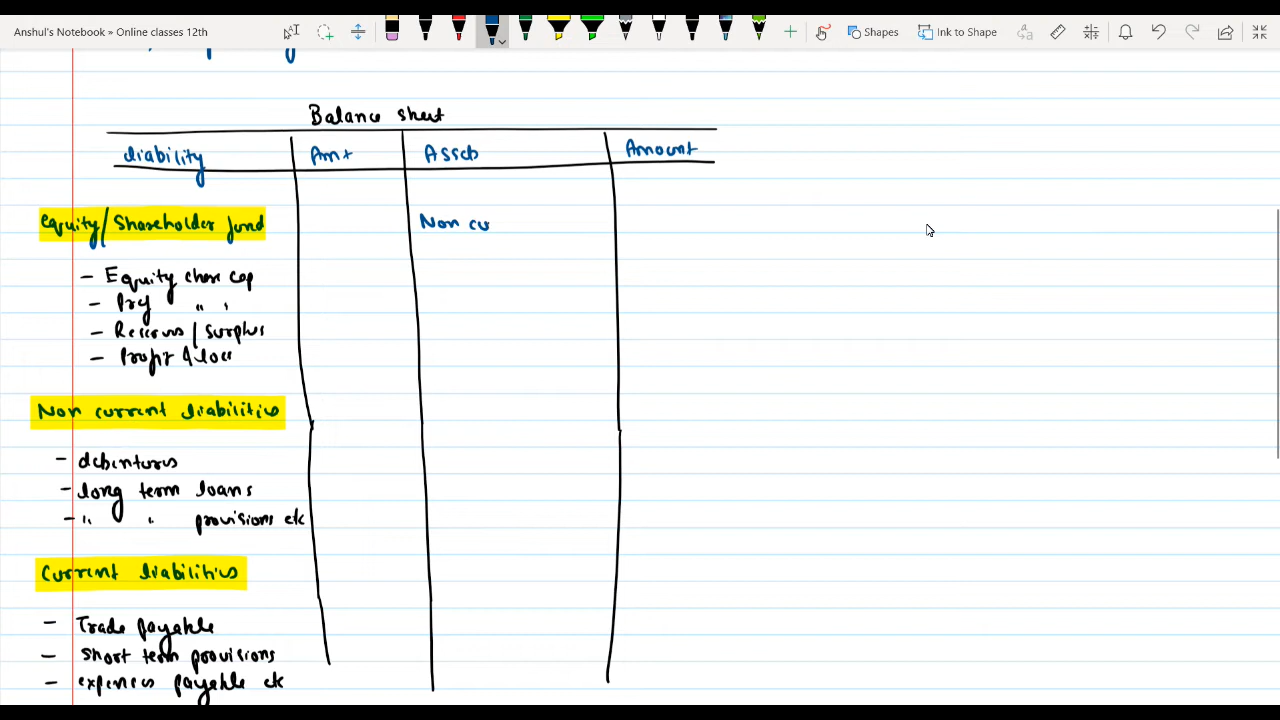 Anshul's Notebook » Online classes 12th
Shapes
Ink to Shape
Balance sheet
liability Amt Assets Amount
equity/Shareholder fund
Non cu
- Equity share cap
- Prf " "
- Reserves / Surplus
- Profit & loss
Non current liabilities
- debentures
- long term loans
- " " provisions etc
Current liabilities
- Trade payable
- Short term provisions
- expenses payable etc